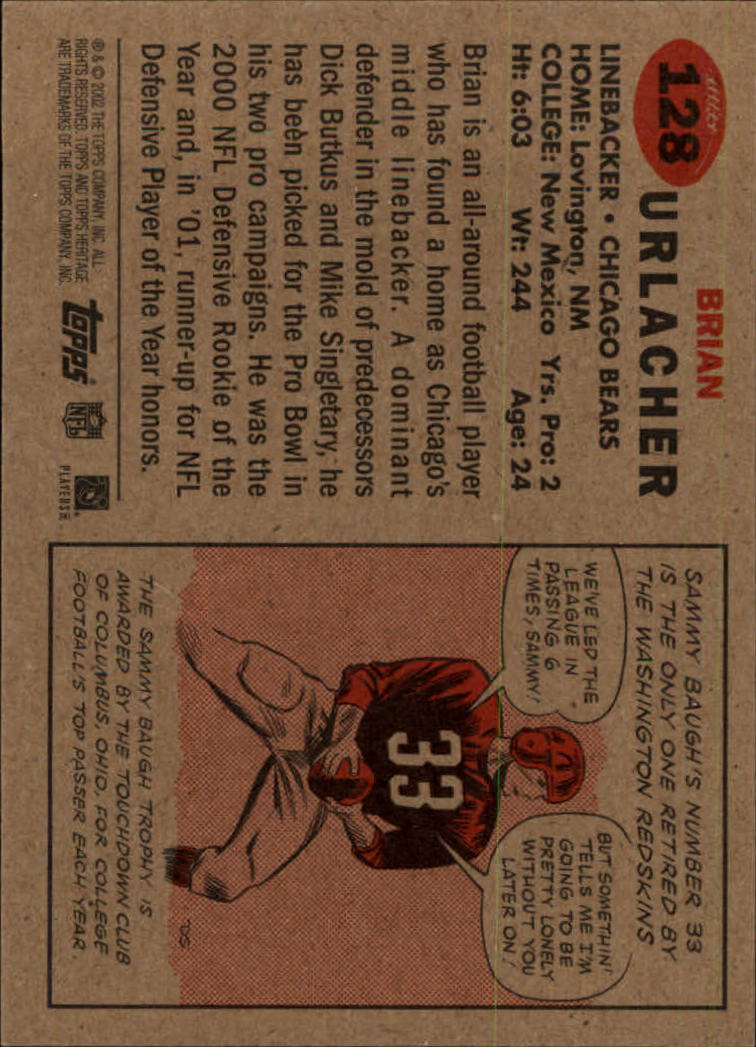 128
BRIAN
URLACHER
LINEBACKER • CHICAGO BEARS
HOME: Lovington, NM
COLLEGE: New Mexico Yrs. Pro: 2
Ht: 6:03 Wt: 244 Age: 24
Brian is an all-around football player
who has found a home as Chicago's
middle linebacker. A dominant
defender in the mold of predecessors
Dick Butkus and Mike Singletary, he
has been picked for the Pro Bowl in
his two pro campaigns. He was the
2000 NFL Defensive Rookie of the
Year and, in '01, runner-up for NFL
Defensive Player of the Year honors.
® & © 2002 THE TOPPS COMPANY, INC. ALL
RIGHTS RESERVED. TOPPS AND TOPPS HERITAGE
ARE TRADEMARKS OF THE TOPPS COMPANY, INC.
topps®
NFL
PLAYERS
SAMMY BAUGH'S NUMBER 33
IS THE ONLY ONE RETIRED BY
THE WASHINGTON REDSKINS
WE'VE LED THE
LEAGUE IN
PASSING 6
TIMES, SAMMY!
BUT SOMETHIN'
TELLS ME I'M
GOING TO BE
PRETTY LONELY
WITHOUT YOU
LATER ON!
33
THE SAMMY BAUGH TROPHY IS
AWARDED BY THE TOUCHDOWN CLUB
OF COLUMBUS, OHIO, FOR COLLEGE
FOOTBALL'S TOP PASSER EACH YEAR.